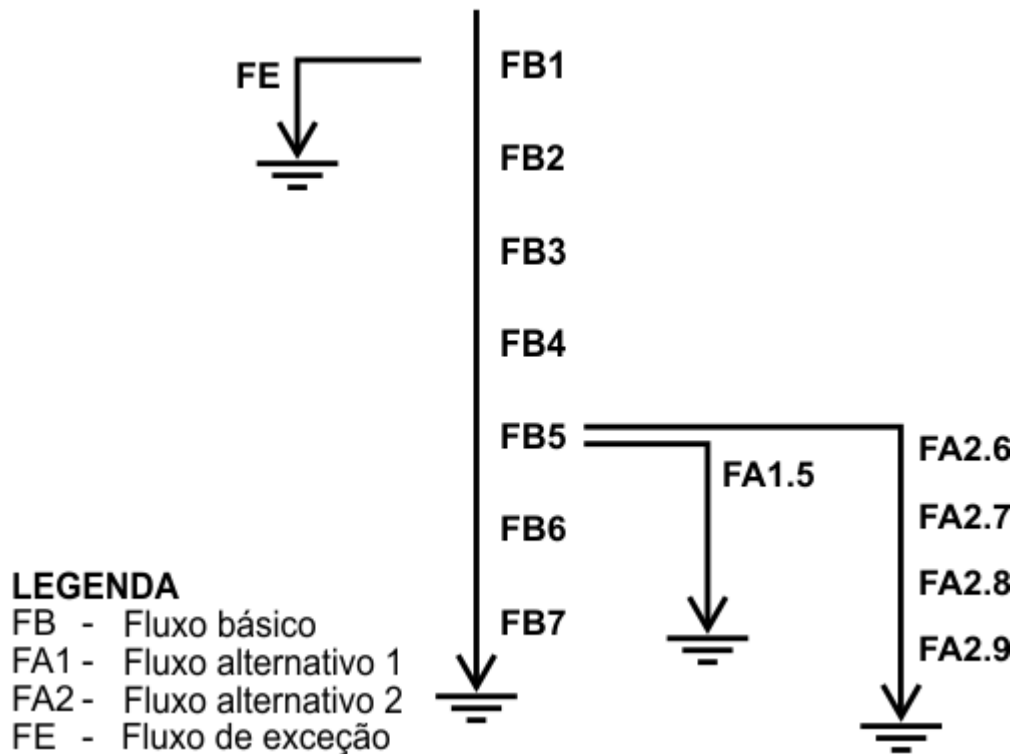 FE
FB1
FB2
FB3
FB4
FB5
FB6
FB7
FA1.5
FA2.6
FA2.7
FA2.8
FA2.9
LEGENDA
FB - Fluxo básico
FA1 - Fluxo alternativo 1
FA2 - Fluxo alternativo 2
FE - Fluxo de exceção